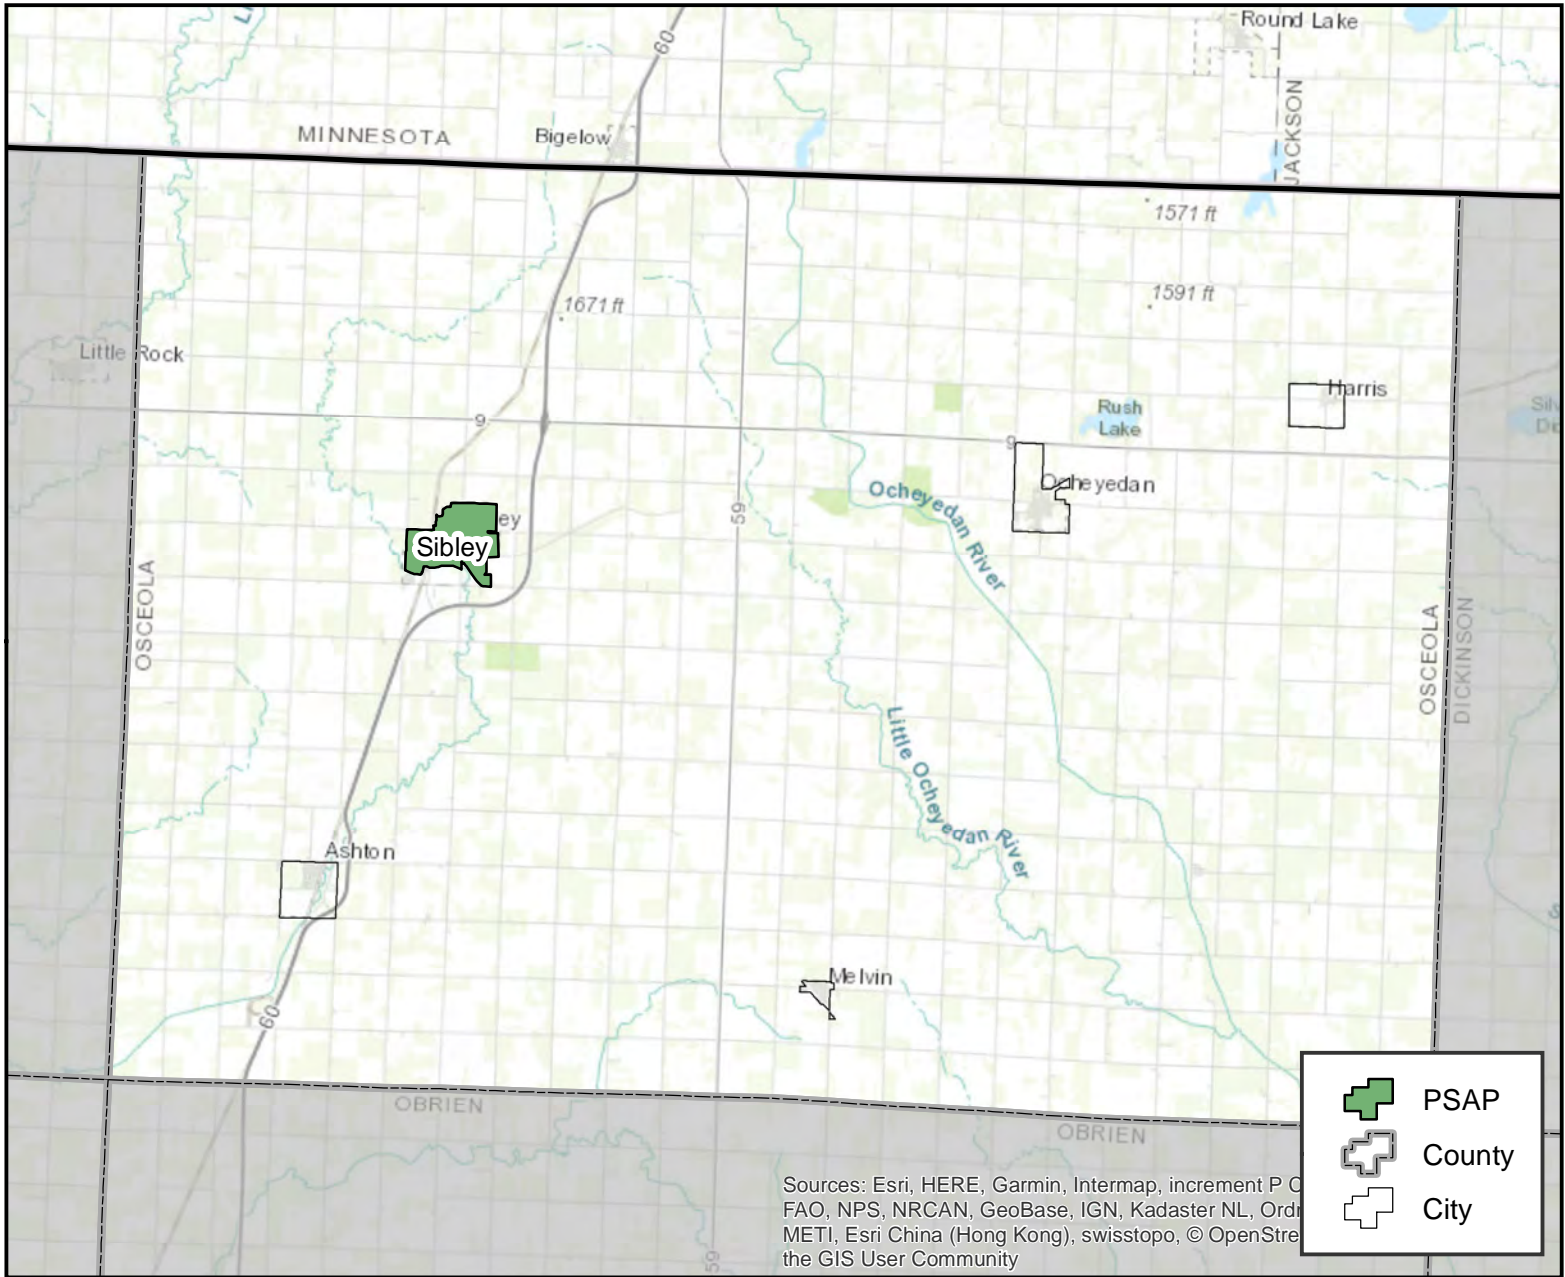 60
Round Lake
MINNESOTA
Bigelow
JACKSON
1571 ft
1591 ft
1671 ft
Little Rock
Harris
Rush
Lake
9
9
Ocheyedan
Ocheyedan River
59
ey
Sibley
OSCEOLA
OSCEOLA
DICKINSON
Little Ocheyedan River
Ashton
Melvin
60
OBRIEN
OBRIEN
59
PSAP
County
City
Sources: Esri, HERE, Garmin, Intermap, increment P C
FAO, NPS, NRCAN, GeoBase, IGN, Kadaster NL, Ordn
METI, Esri China (Hong Kong), swisstopo, © OpenStre
the GIS User Community